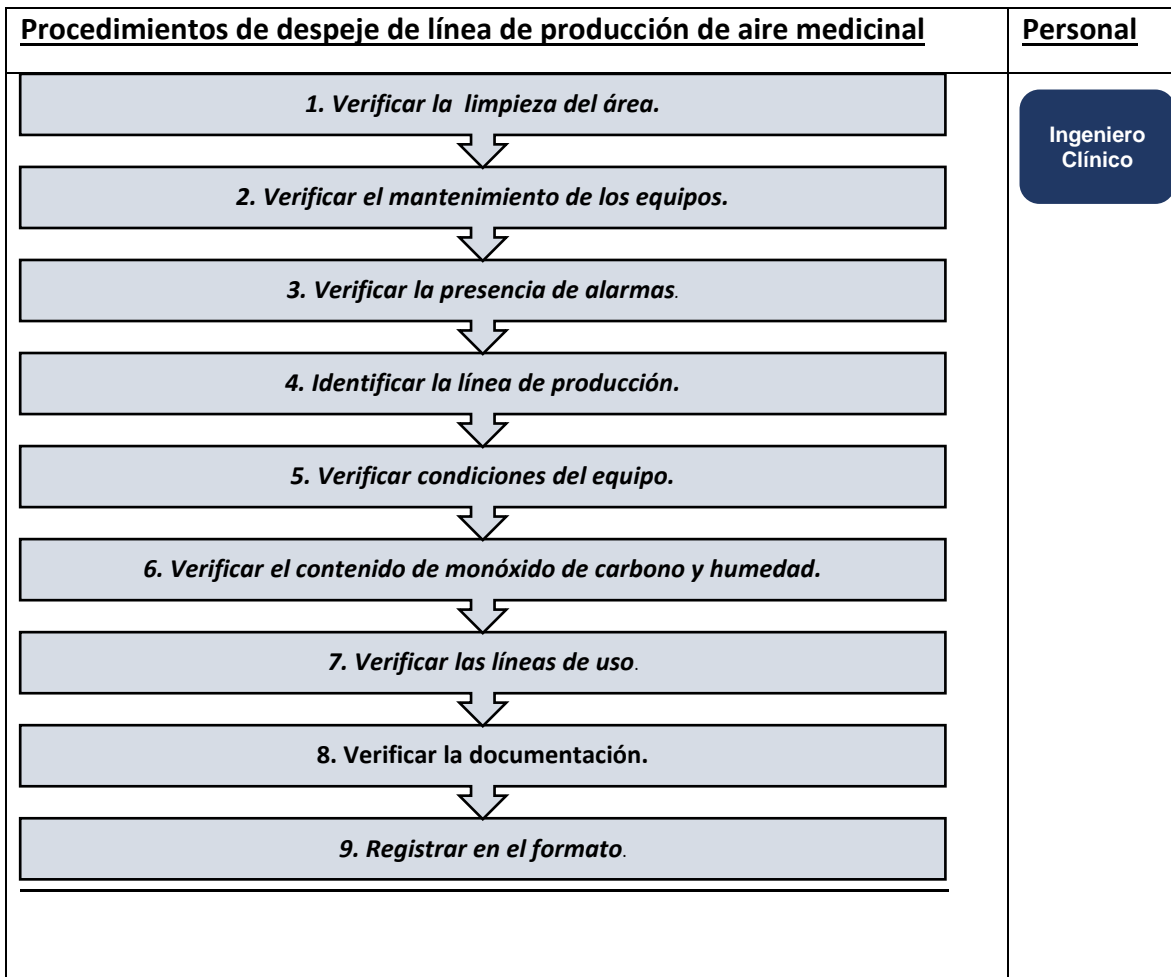 Procedimientos de despeje de línea de producción de aire medicinal
Personal
1. Verificar la limpieza del área.
Ingeniero
Clínico
2. Verificar el mantenimiento de los equipos.
3. Verificar la presencia de alarmas.
4. Identificar la línea de producción.
5. Verificar condiciones del equipo.
6. Verificar el contenido de monóxido de carbono y humedad.
7. Verificar las líneas de uso.
8. Verificar la documentación.
9. Registrar en el formato.